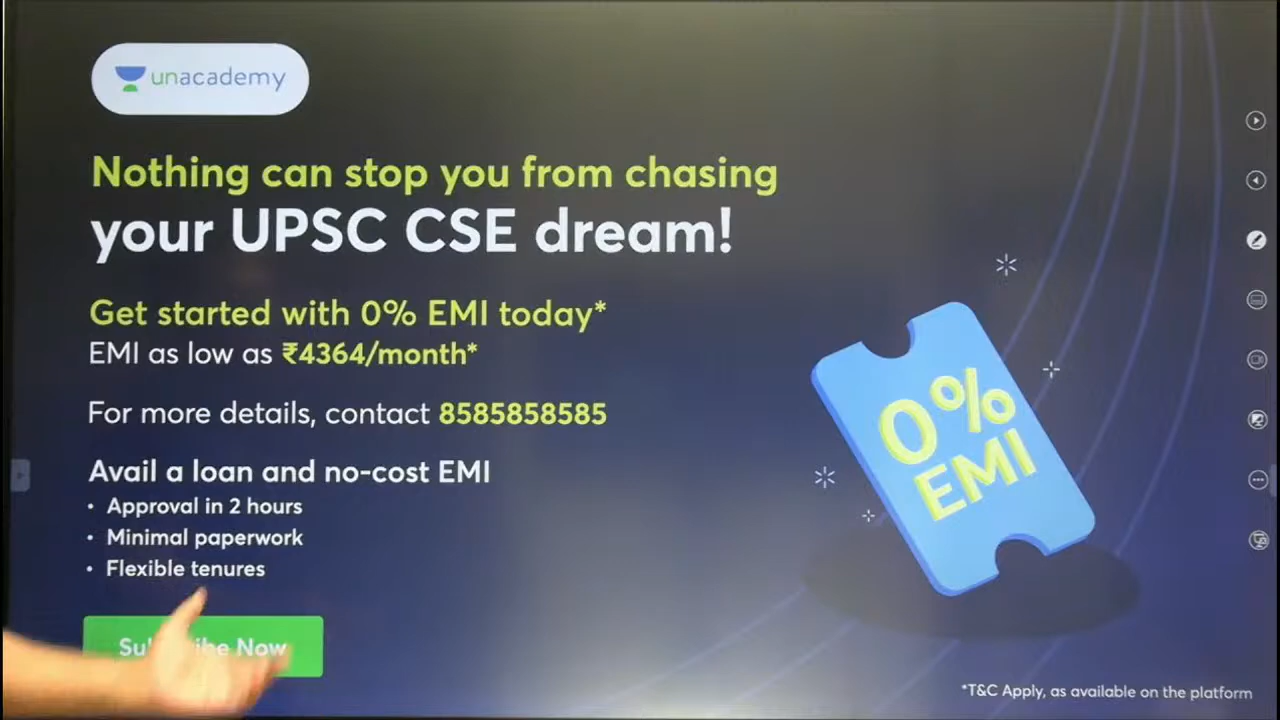 unacademy
Nothing can stop you from chasing
your UPSC CSE dream!
Get started with 0% EMI today*
EMI as low as ₹4364/month*
For more details, contact 8585858585
Avail a loan and no-cost EMI
• Approval in 2 hours
• Minimal paperwork
• Flexible tenures
Subscribe Now
0%
EMI
*T&C Apply, as available on the platform